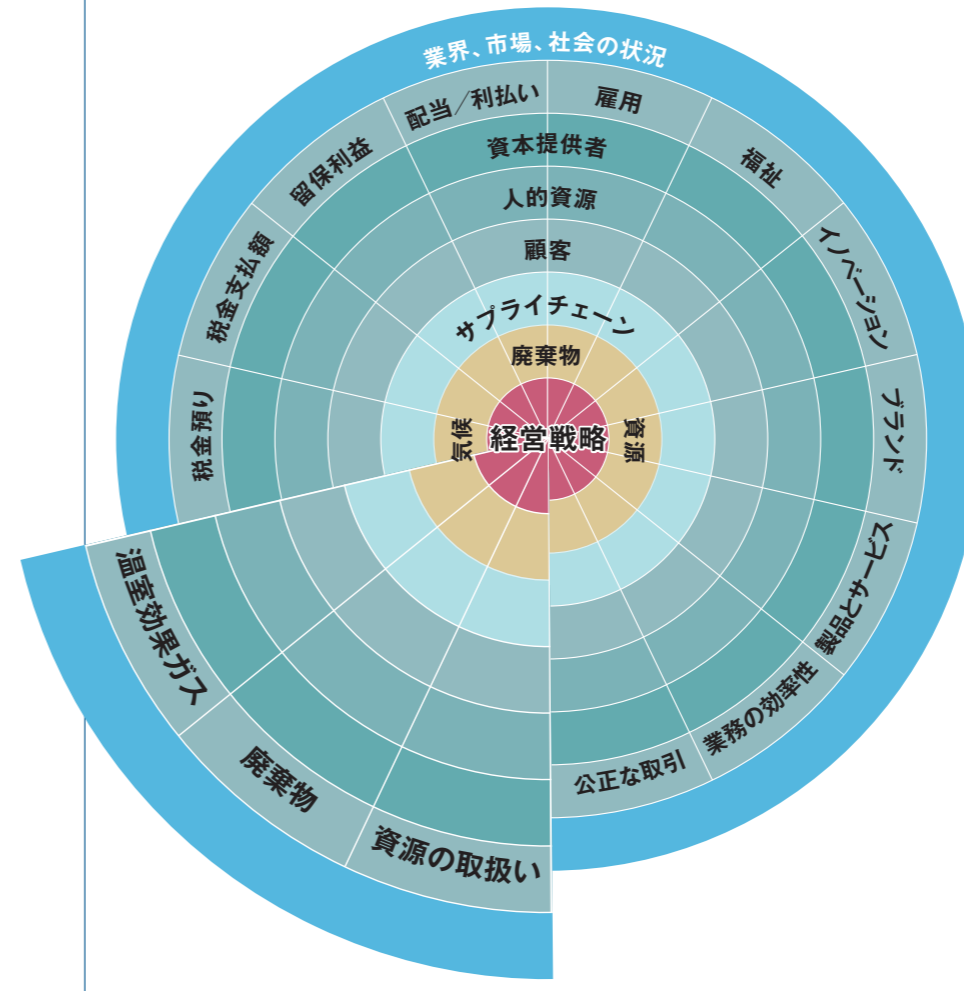 業界、市場、社会の状況
配当／利払い
雇用
福祉
イノベーション
ブランド
製品とサービス
業務の効率性
公正な取引
資源の取扱い
廃棄物
温室効果ガス
税金預り
税金支払額
留保利益
資本提供者
人的資源
顧客
サプライチェーン
廃棄物
気候
資源
経営戦略